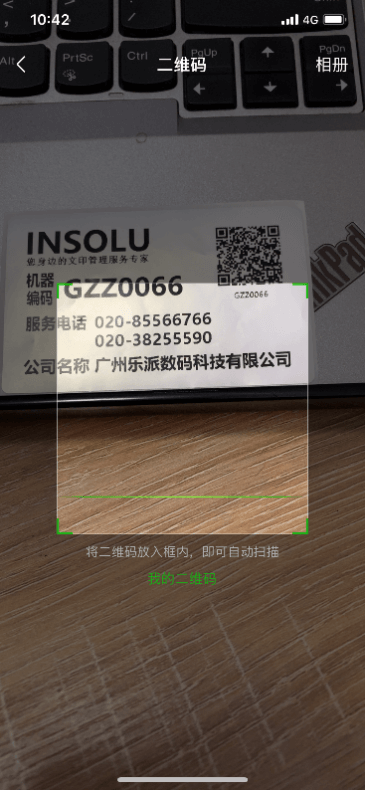 10:42
4G
<
>
?
,
.
/
Alt
PrtSc
Ctrl
PgUp
PgDn
二维码
相册
INSOLU
您身边的文印管理服务专家
机器编码 GZZ0066
GZZ0066
服务电话 020-85566766
020-38255590
公司名称 广州乐派数码科技有限公司
nkPad
将二维码放入框内，即可自动扫描
我的二维码